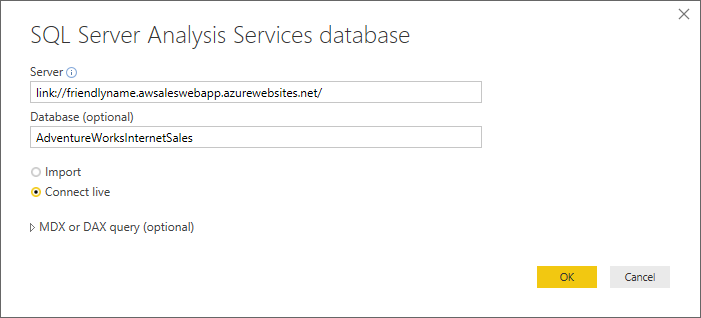 SQL Server Analysis Services database
Server
link://friendlyname.awsaleswebapp.azurewebsites.net/
Database (optional)
AdventureWorksInternetSales
Import
Connect live
MDX or DAX query (optional)
OK Cancel